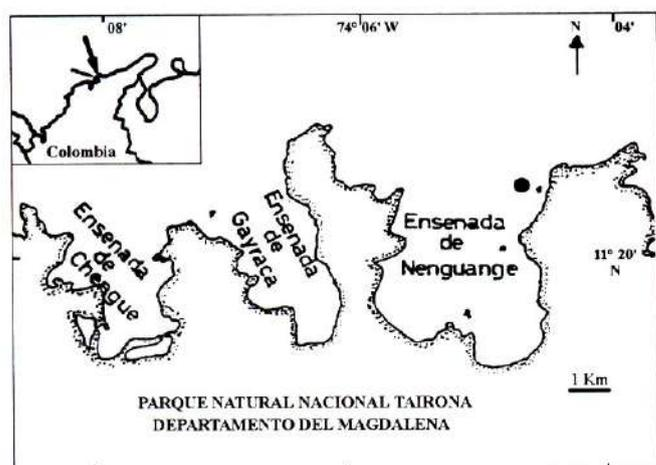 08'
74° 06' W
N
04'
Colombia
Ensenada
de
Chengue
Ensenada
de
Gayraca
Ensenada
de
Nenguange
11° 20'
N
1 Km
PARQUE NATURAL NACIONAL TAIRONA
DEPARTAMENTO DEL MAGDALENA